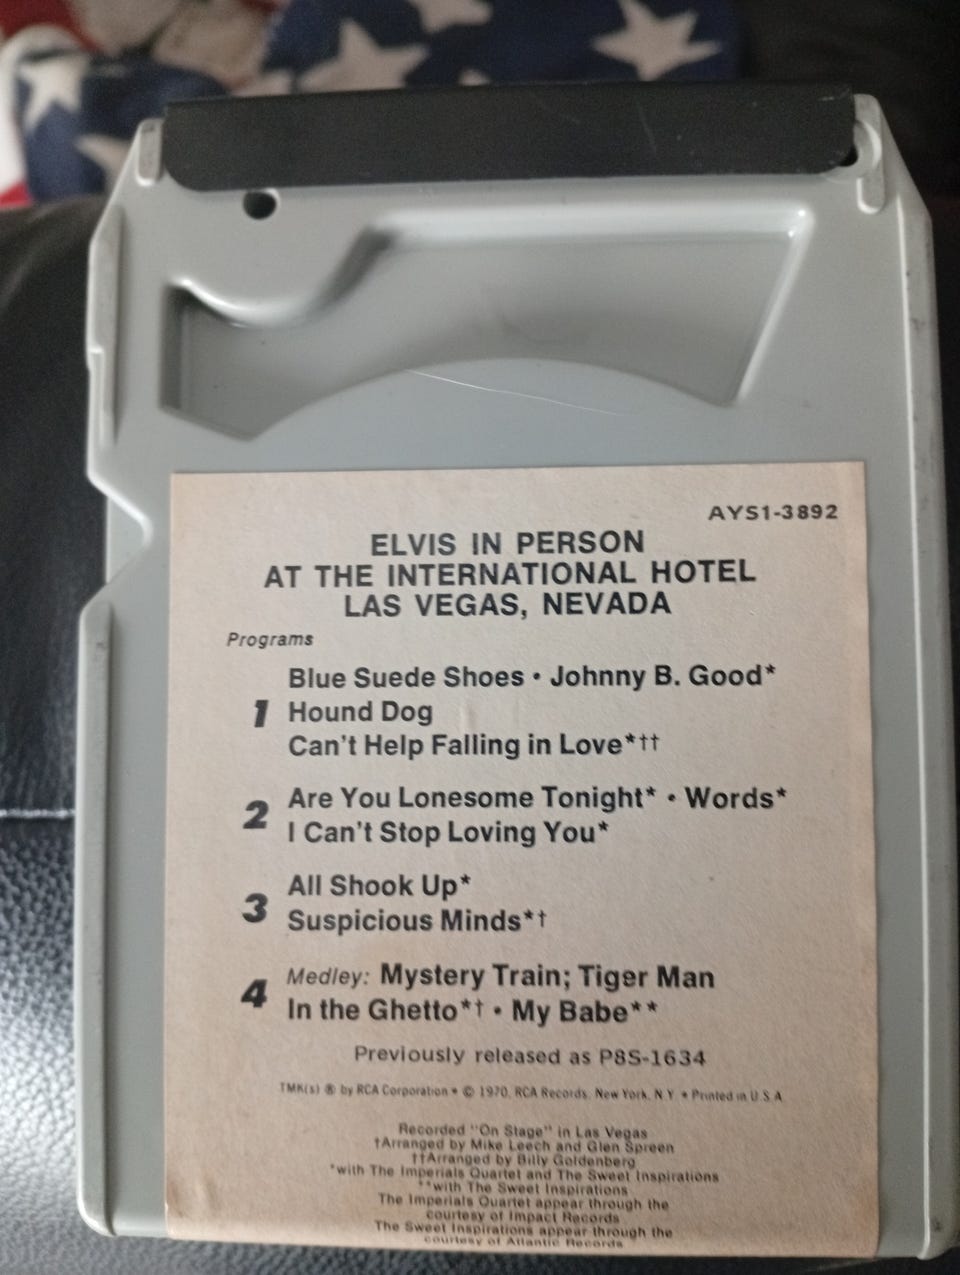 AYS1-3892
ELVIS IN PERSON
AT THE INTERNATIONAL HOTEL
LAS VEGAS, NEVADA
Programs
Blue Suede Shoes • Johnny B. Good*
1 Hound Dog
Can't Help Falling in Love*††
2 Are You Lonesome Tonight* • Words*
I Can't Stop Loving You*
3 All Shook Up*
Suspicious Minds*†
4 Medley: Mystery Train; Tiger Man
In the Ghetto*† • My Babe**
Previously released as P8S-1634
TMK(s) ® by RCA Corporation • © 1970, RCA Records, New York, N.Y. • Printed in U.S.A.
Recorded "On Stage" in Las Vegas
†Arranged by Mike Leech and Glen Spreen
††Arranged by Billy Goldenberg
*with The Imperials Quartet and The Sweet Inspirations
**with The Sweet Inspirations
The Imperials Quartet appear through the
courtesy of Impact Records
The Sweet Inspirations appear through the
courtesy of Atlantic Records